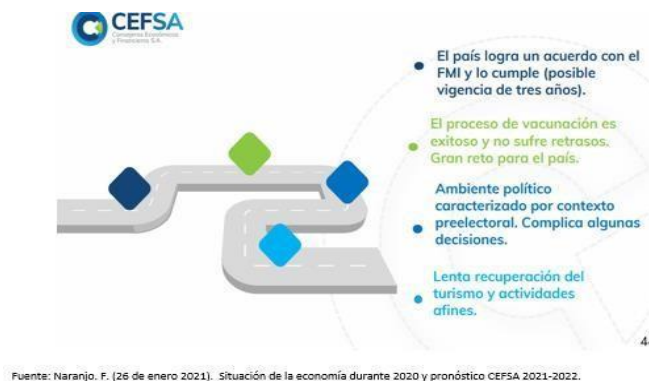 CEFSA
Consejeros Económicos
y Financieros S.A.
El país logra un acuerdo con el
FMI y lo cumple (posible
vigencia de tres años).
El proceso de vacunación es
exitoso y no sufre retrasos.
Gran reto para el país.
Ambiente político
caracterizado por contexto
preelectoral. Complica algunas
decisiones.
Lenta recuperación del
turismo y actividades
afines.
Fuente: Naranjo. F. (26 de enero 2021). Situación de la economía durante 2020 y pronóstico CEFSA 2021-2022.